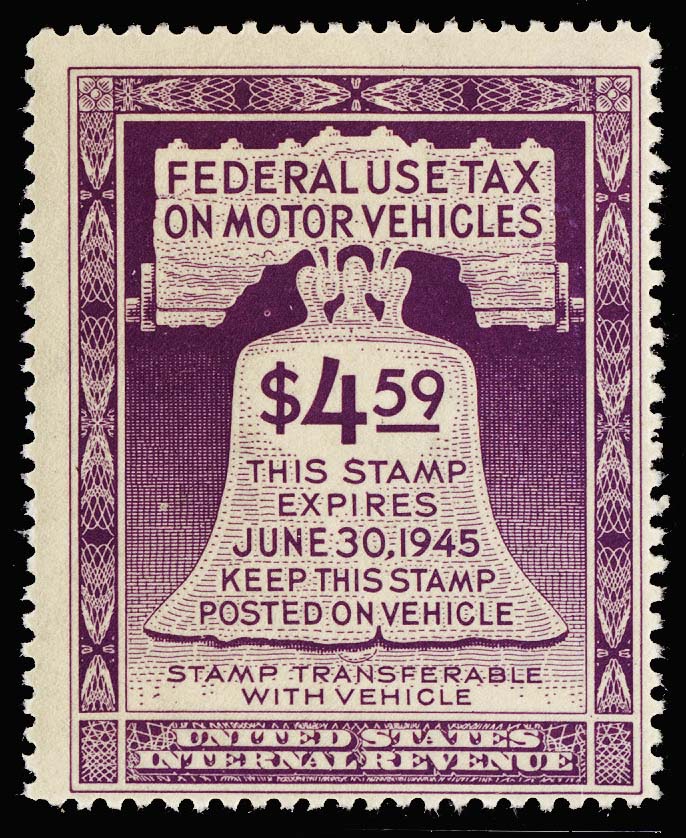 FEDERAL USE TAX
ON MOTOR VEHICLES
$4.59
THIS STAMP
EXPIRES
JUNE 30, 1945
KEEP THIS STAMP
POSTED ON VEHICLE
STAMP TRANSFERABLE
WITH VEHICLE
UNITED STATES
INTERNAL REVENUE